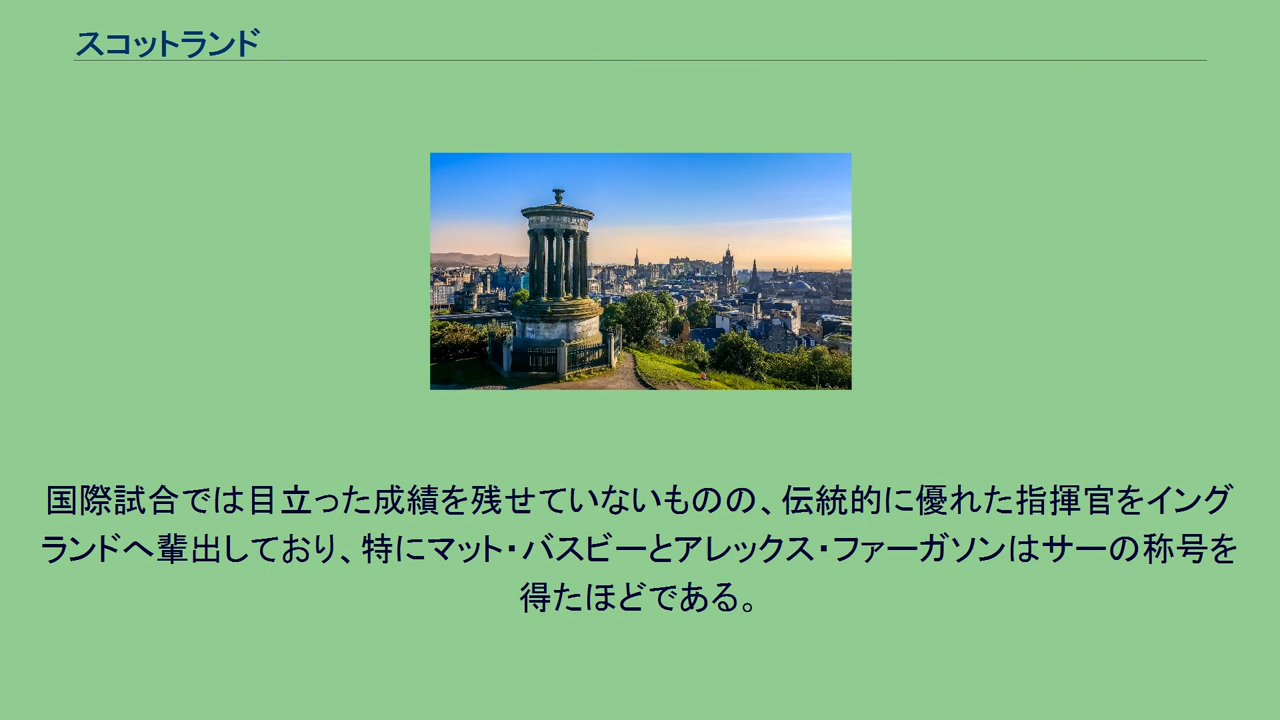 スコットランド
国際試合では目立った成績を残せていないものの、伝統的に優れた指揮官をイング
ランドへ輩出しており、特にマット・バスビーとアレックス・ファーガソンはサーの称号を
得たほどである。